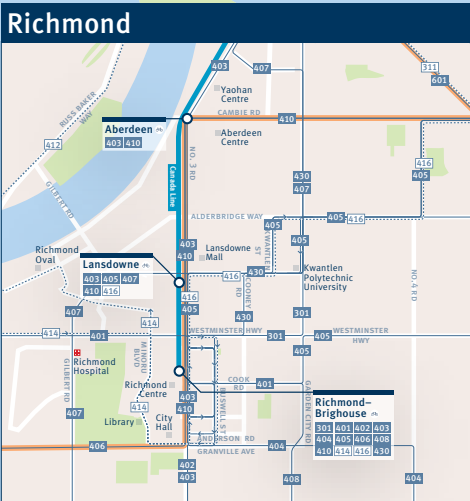 Richmond
403
407
311
601
Yaohan
Centre
RUSS BAKER
WAY
CAMBIE RD
410
Aberdeen
403 410
Aberdeen
Centre
412
NO. 3 RD
416
405
Canada Line
430
407
GILBERT RD
ALDERBRIDGE WAY
405
416
405
KWANTLEN
ST
405
Richmond
Oval
403
410
Lansdowne
Mall
Lansdowne
403 405 407
410 416
416
430
Kwantlen
Polytechnic
University
NO. 4 RD
416
405
COONEY
RD
407
430
301
414
414
401
WESTMINSTER HWY
301
405
WESTMINSTER
HWY
405
MINORU
BLVD
Richmond
Hospital
GILBERT RD
Richmond
Centre
COOK
RD
401
GARDEN CITY RD
Richmond–
Brighouse
301 401 402 403
404 405 406 408
410 414 416 430
403
410
BUSWELL ST
407
414
Library
City
Hall
ANDERSON RD
406
GRANVILLE AVE
404
402
403
408
404